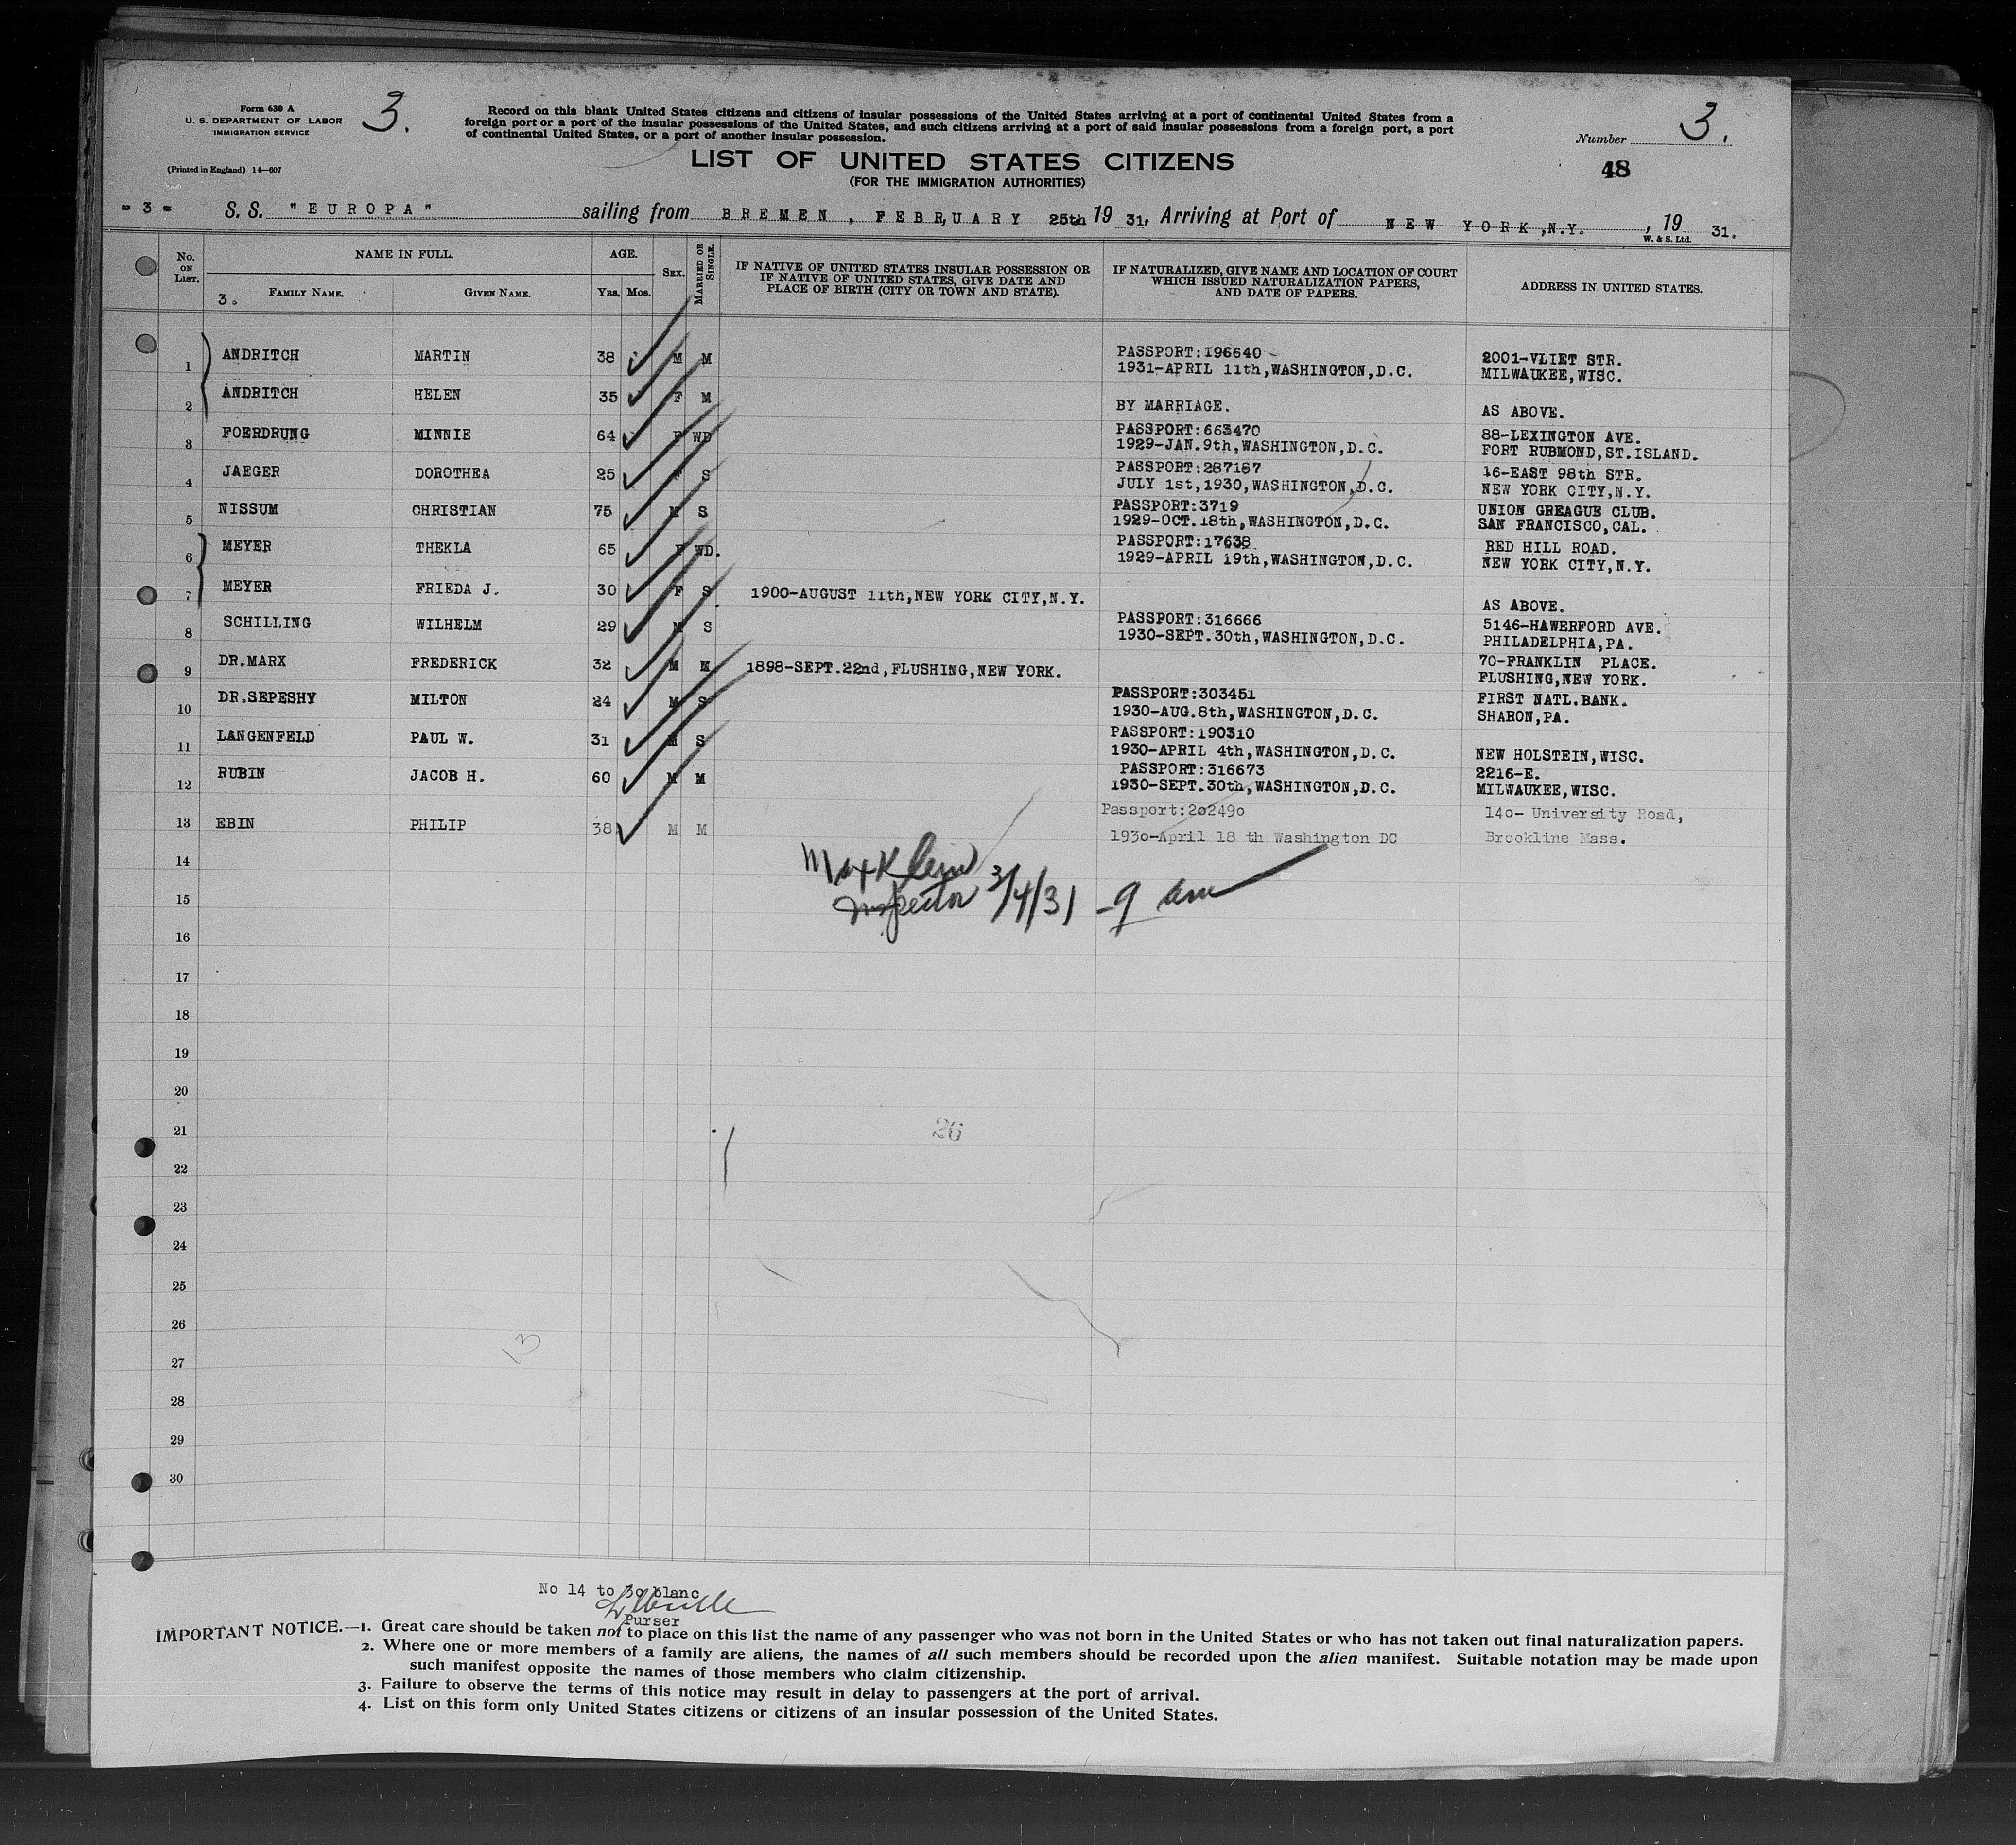 Form 630 A
U. S. DEPARTMENT OF LABOR
IMMIGRATION SERVICE
3.
(Printed in England) 14—607
Record on this blank United States citizens and citizens of insular possessions of the United States arriving at a port of continental United States from a
foreign port or a port of the insular possessions of the United States, and such citizens arriving at a port of said insular possessions from a foreign port, a port
of continental United States, or a port of another insular possession.
LIST OF UNITED STATES CITIZENS
(FOR THE IMMIGRATION AUTHORITIES)
Number 3.
48
- 3 - S. S. "EUROPA" sailing from BREMEN, FEBRUARY 25th 19 31, Arriving at Port of NEW YORK, N.Y. , 19 31.
W. & S. Ltd.
No. ON LIST.
NAME IN FULL.
3. FAMILY NAME. GIVEN NAME.
AGE. Yrs. Mos.
SEX.
MARRIED OR SINGLE.
IF NATIVE OF UNITED STATES INSULAR POSSESSION OR
IF NATIVE OF UNITED STATES, GIVE DATE AND
PLACE OF BIRTH (CITY OR TOWN AND STATE).
IF NATURALIZED, GIVE NAME AND LOCATION OF COURT
WHICH ISSUED NATURALIZATION PAPERS,
AND DATE OF PAPERS.
ADDRESS IN UNITED STATES.
1 ANDRITCH MARTIN 38 M M PASSPORT:196640 2001-VLIET STR.
1931-APRIL 11th,WASHINGTON,D.C. MILWAUKEE,WISC.
2 ANDRITCH HELEN 35 F M BY MARRIAGE. AS ABOVE.
3 FOERDRUNG MINNIE 64 F WD PASSPORT:663470 88-LEXINGTON AVE.
1929-JAN.9th,WASHINGTON,D.C. FORT RUBMOND,ST.ISLAND.
4 JAEGER DOROTHEA 25 F S PASSPORT:287187 16-EAST 98th STR.
JULY 1st,1930,WASHINGTON,D.C. NEW YORK CITY,N.Y.
5 NISSUM CHRISTIAN 75 M S PASSPORT:3719 UNION GREAGUE CLUB.
1929-OCT.18th,WASHINGTON,D.C. SAN FRANCISCO,CAL.
6 MEYER THEKLA 65 F WD. PASSPORT:17638 RED HILL ROAD.
1929-APRIL 19th,WASHINGTON,D.C. NEW YORK CITY,N.Y.
7 MEYER FRIEDA J. 30 F S 1900-AUGUST 11th,NEW YORK CITY,N.Y. AS ABOVE.
8 SCHILLING WILHELM 29 M S PASSPORT:316666 5146-HAWERFORD AVE.
1930-SEPT.30th,WASHINGTON,D.C. PHILADELPHIA,PA.
9 DR.MARX FREDERICK 32 M M 1898-SEPT.22nd,FLUSHING,NEW YORK. 70-FRANKLIN PLACE.
FLUSHING,NEW YORK.
10 DR.SEPESHY MILTON 24 M S PASSPORT:303451 FIRST NATL.BANK.
1930-AUG.8th,WASHINGTON,D.C. SHARON,PA.
11 LANGENFELD PAUL W. 31 M S PASSPORT:190310
1930-APRIL 4th,WASHINGTON,D.C. NEW HOLSTEIN,WISC.
12 RUBIN JACOB H. 60 M M PASSPORT:316673 2216-E.
1930-SEPT.30th,WASHINGTON,D.C. MILWAUKEE,WISC.
13 EBIN PHILIP 38 M M Passport:202490 140- University Road,
1930-April 18 th Washington DC Brookline Mass.
14
Max Klein
15
Inspector 3/4/31 - 9 am
16
17
18
19
20
21
26
22
23
24
25
26
13
27
28
29
30
No 14 to 30 blanc
Purser
IMPORTANT NOTICE.—1. Great care should be taken not to place on this list the name of any passenger who was not born in the United States or who has not taken out final naturalization papers.
2. Where one or more members of a family are aliens, the names of all such members should be recorded upon the alien manifest. Suitable notation may be made upon
such manifest opposite the names of those members who claim citizenship.
3. Failure to observe the terms of this notice may result in delay to passengers at the port of arrival.
4. List on this form only United States citizens or citizens of an insular possession of the United States.